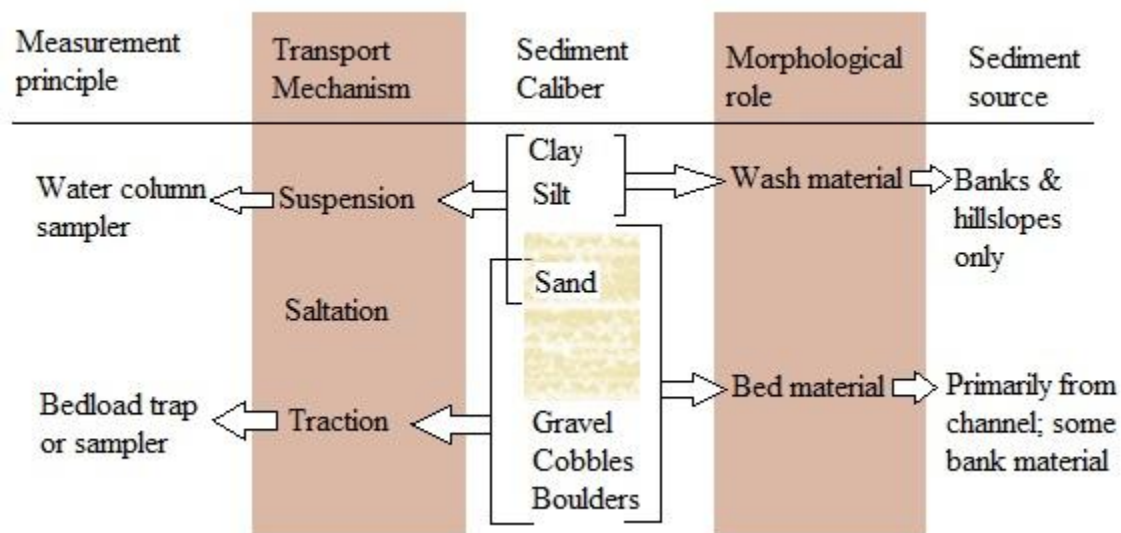 Measurement
principle
Transport
Mechanism
Sediment
Caliber
Morphological
role
Sediment
source
Water column
sampler
Suspension
Clay
Silt
Wash material
Banks &
hillslopes
only
Saltation
Sand
Bedload trap
or sampler
Traction
Gravel
Cobbles
Boulders
Bed material
Primarily from
channel; some
bank material